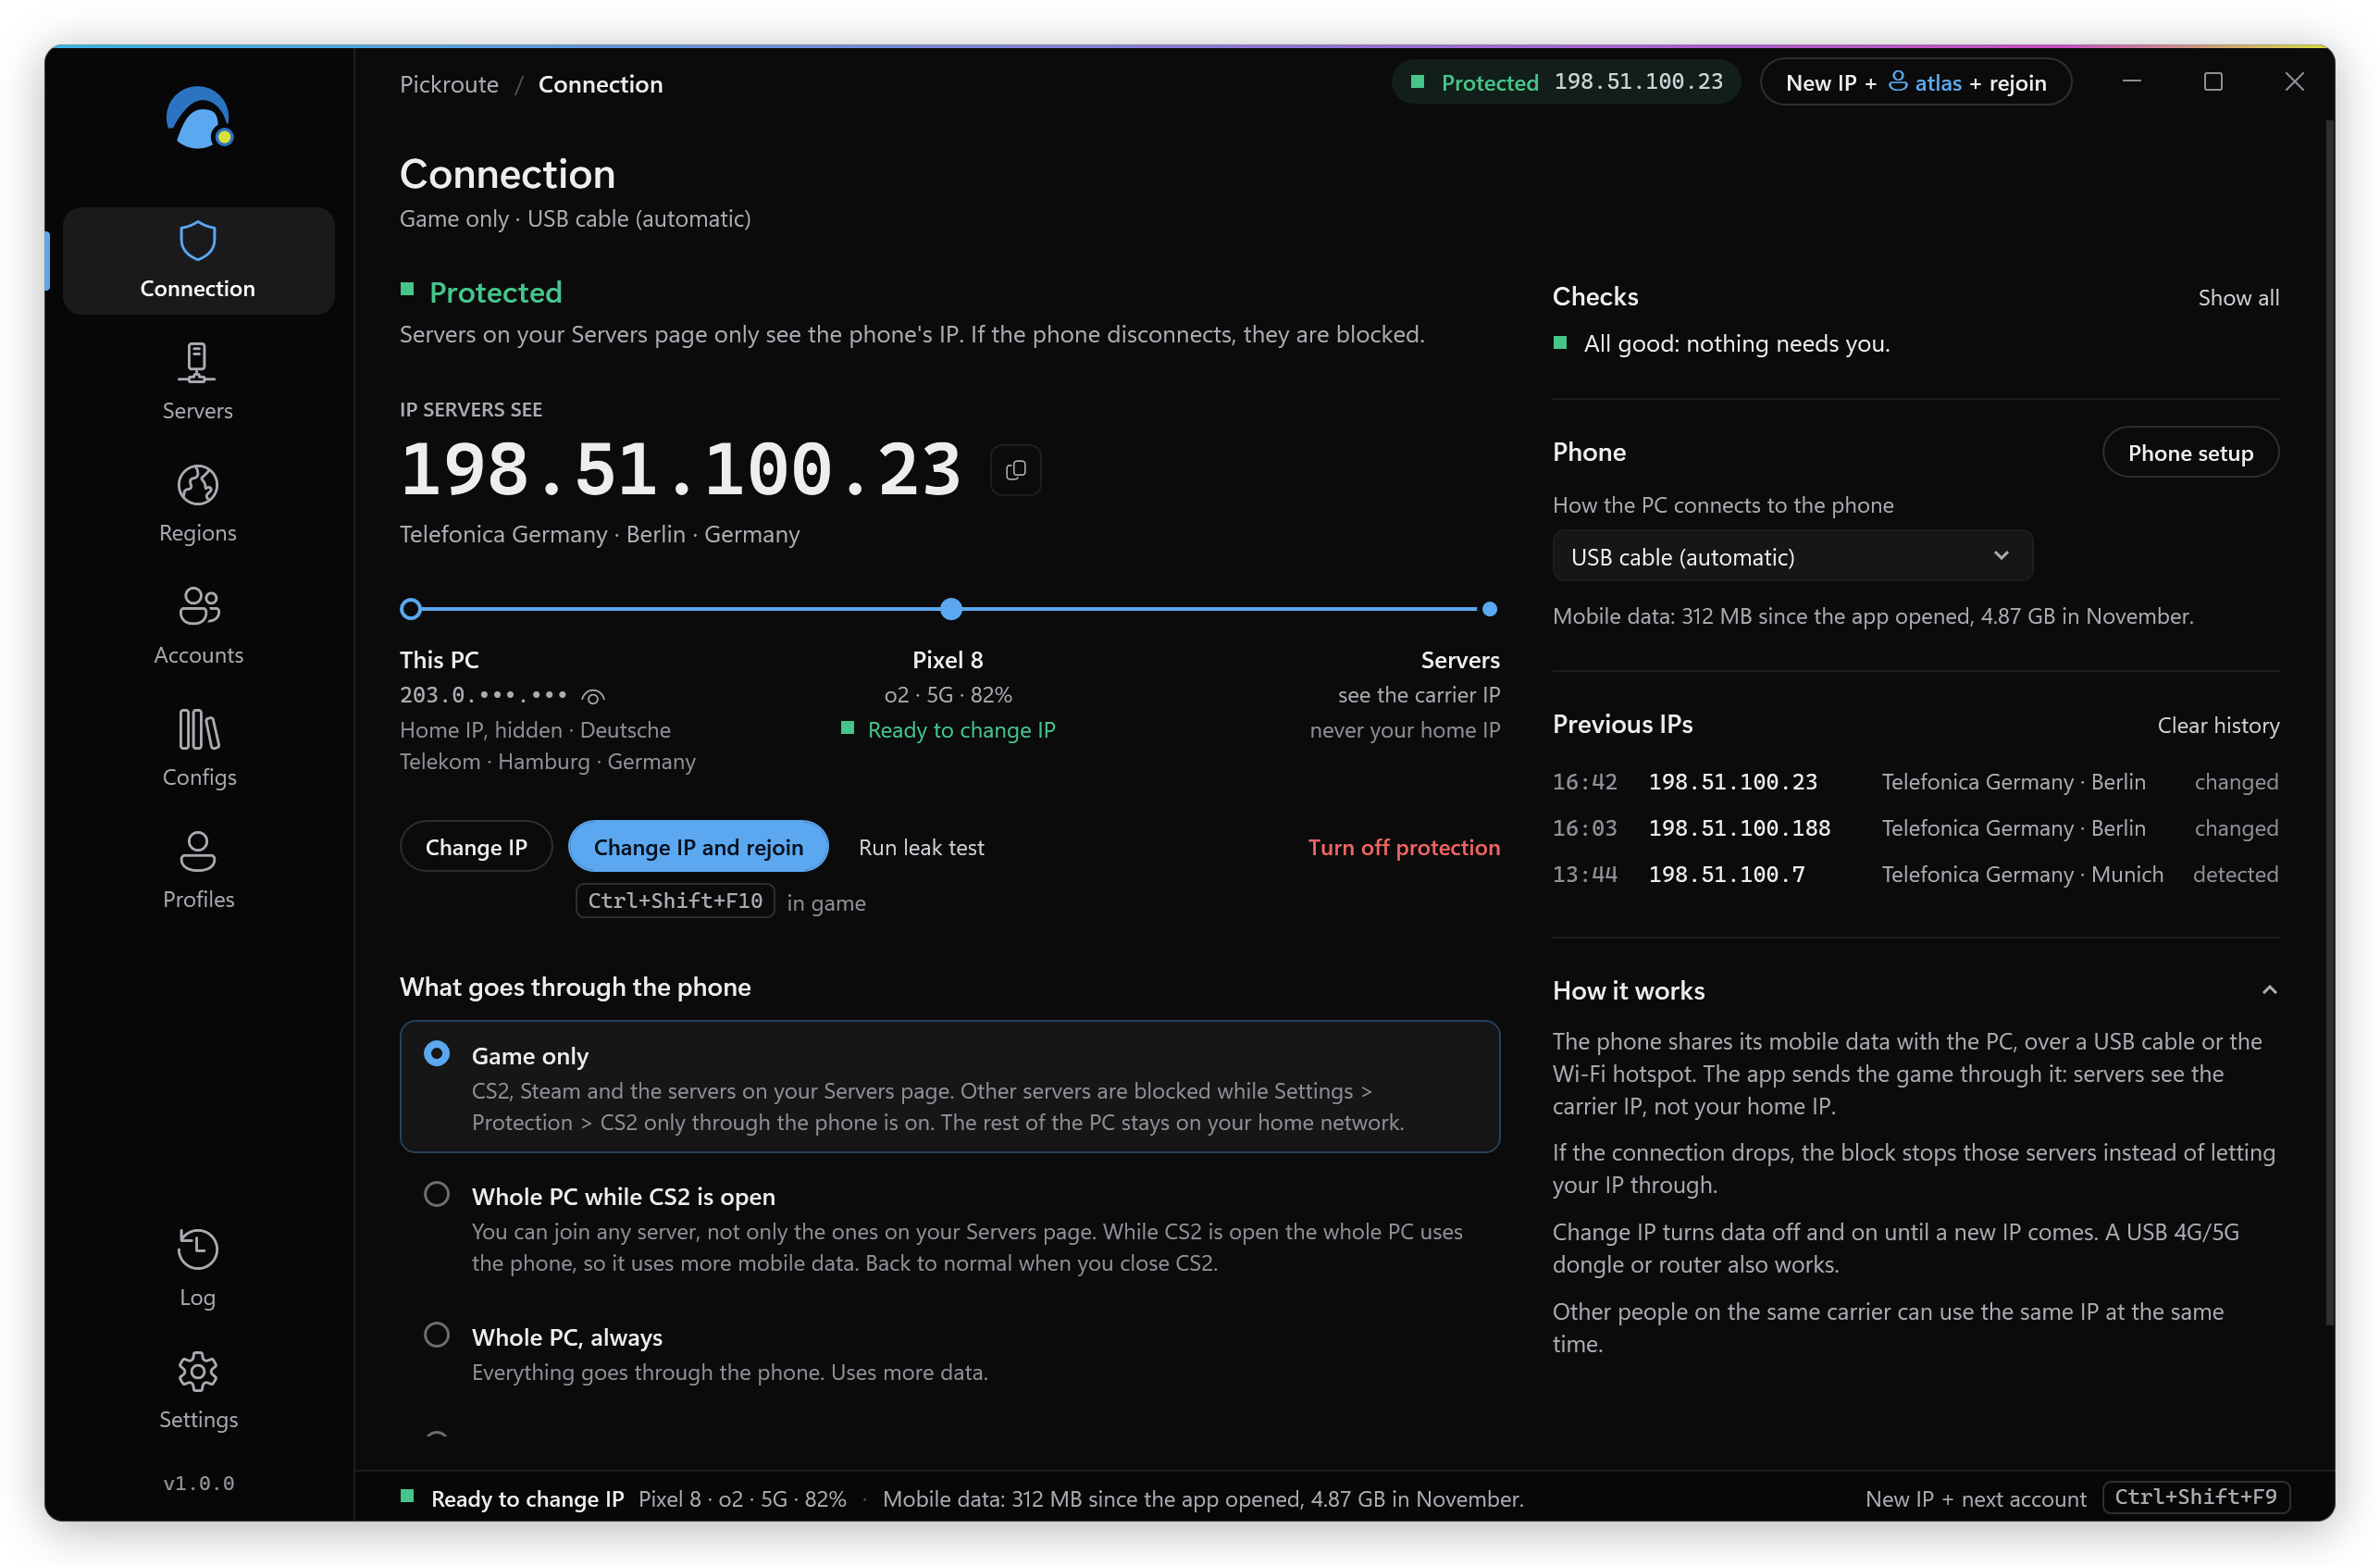 Pickroute / Connection
Protected 198.51.100.23
New IP + atlas + rejoin
Connection
Servers
Regions
Accounts
Configs
Profiles
Log
Settings
v1.0.0
Connection
Game only · USB cable (automatic)
Protected
Servers on your Servers page only see the phone's IP. If the phone disconnects, they are blocked.
IP SERVERS SEE
198.51.100.23
Telefonica Germany · Berlin · Germany
This PC
203.0.•••.•••
Home IP, hidden · Deutsche
Telekom · Hamburg · Germany
Pixel 8
o2 · 5G · 82%
Ready to change IP
Servers
see the carrier IP
never your home IP
Change IP
Change IP and rejoin
Run leak test
Turn off protection
Ctrl+Shift+F10 in game
What goes through the phone
Game only
CS2, Steam and the servers on your Servers page. Other servers are blocked while Settings >
Protection > CS2 only through the phone is on. The rest of the PC stays on your home network.
Whole PC while CS2 is open
You can join any server, not only the ones on your Servers page. While CS2 is open the whole PC uses
the phone, so it uses more mobile data. Back to normal when you close CS2.
Whole PC, always
Everything goes through the phone. Uses more data.
Checks
Show all
All good: nothing needs you.
Phone
Phone setup
How the PC connects to the phone
USB cable (automatic)
Mobile data: 312 MB since the app opened, 4.87 GB in November.
Previous IPs
Clear history
16:42 198.51.100.23 Telefonica Germany · Berlin changed
16:03 198.51.100.188 Telefonica Germany · Berlin changed
13:44 198.51.100.7 Telefonica Germany · Munich detected
How it works
The phone shares its mobile data with the PC, over a USB cable or the
Wi-Fi hotspot. The app sends the game through it: servers see the
carrier IP, not your home IP.
If the connection drops, the block stops those servers instead of letting
your IP through.
Change IP turns data off and on until a new IP comes. A USB 4G/5G
dongle or router also works.
Other people on the same carrier can use the same IP at the same
time.
Ready to change IP Pixel 8 · o2 · 5G · 82% · Mobile data: 312 MB since the app opened, 4.87 GB in November.
New IP + next account Ctrl+Shift+F9